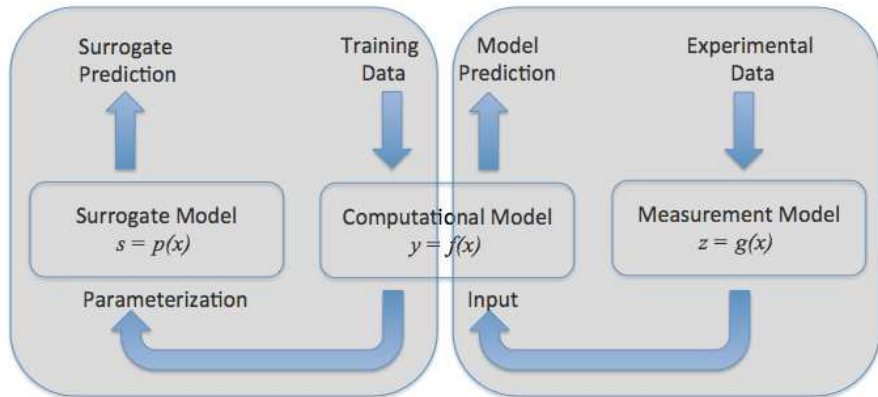 Surrogate
Prediction
Training
Data
Model
Prediction
Experimental
Data
Surrogate Model
s = p(x)
Computational Model
y = f(x)
Measurement Model
z = g(x)
Parameterization
Input